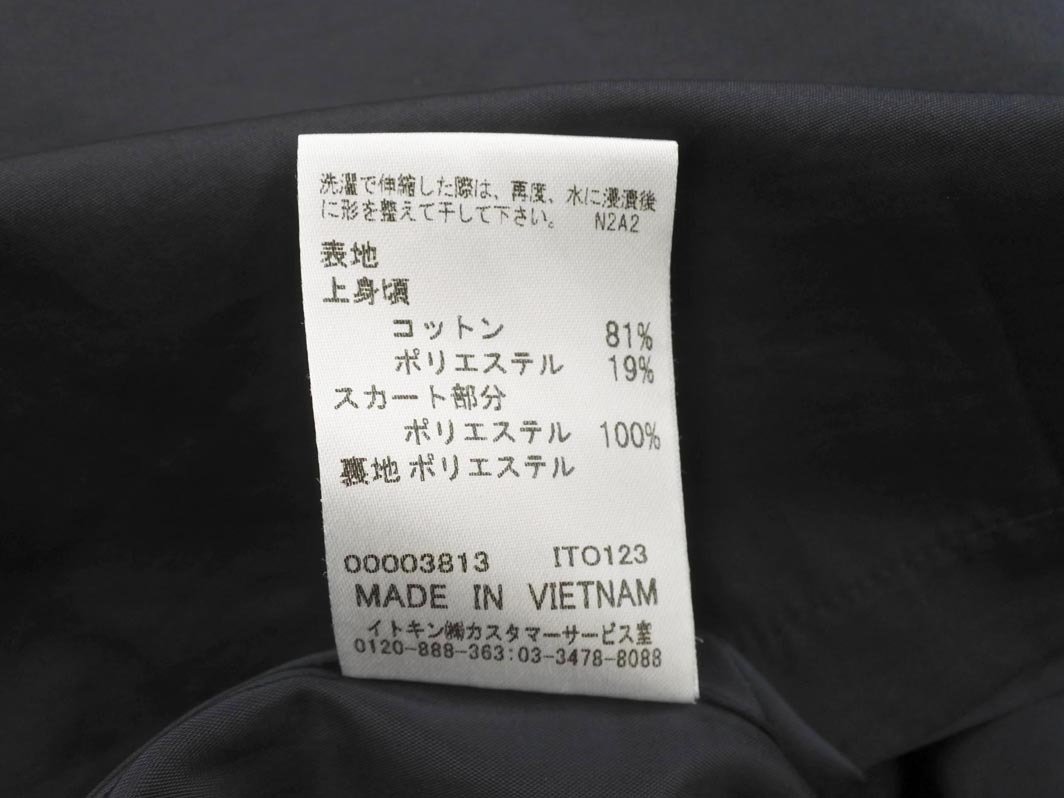 洗濯で伸縮した際は、再度、水に浸漬後
に形を整えて干して下さい。 N2A2
表地
上身頃
コットン 81%
ポリエステル 19%
スカート部分
ポリエステル 100%
裏地 ポリエステル
00003813 ITO123
MADE IN VIETNAM
イトキン㈱カスタマーサービス室
0120-888-363:03-3478-8088